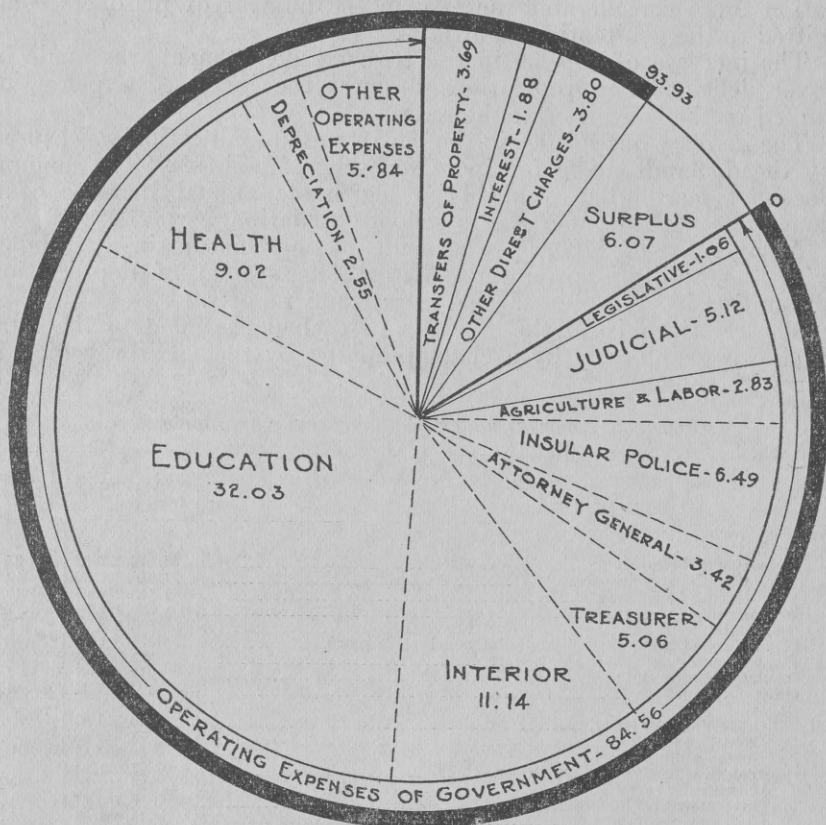 TRANSFERS OF PROPERTY - 3.69
INTEREST - 1.88
OTHER DIRECT CHARGES - 3.80
93.93
SURPLUS
6.07
0
LEGISLATIVE - 1.06
JUDICIAL - 5.12
AGRICULTURE & LABOR - 2.83
INSULAR POLICE - 6.49
ATTORNEY GENERAL - 3.42
TREASURER
5.06
INTERIOR
11.14
EDUCATION
32.03
HEALTH
9.02
DEPRECIATION - 2.55
OTHER
OPERATING
EXPENSES
5.84
OPERATING EXPENSES OF GOVERNMENT - 84.56